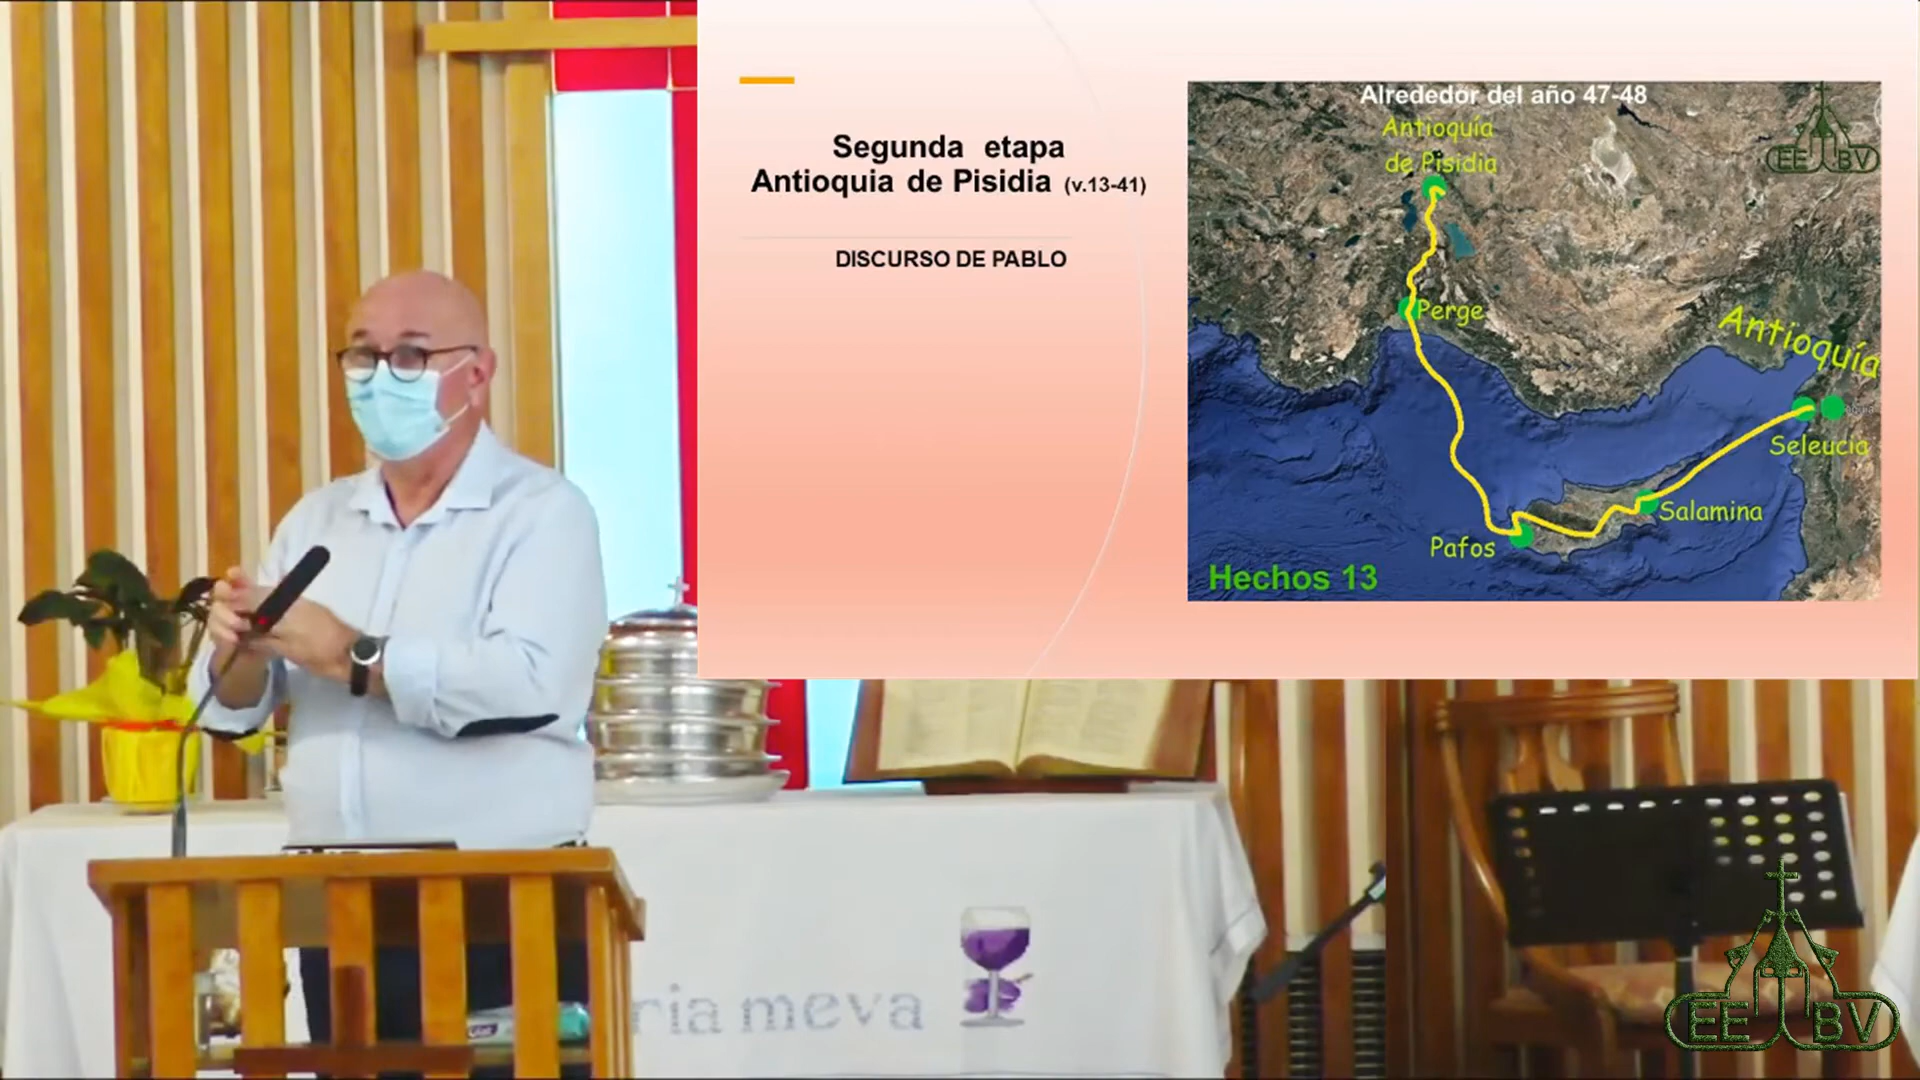 Segunda etapa
Antioquia de Pisidia (v.13-41)
DISCURSO DE PABLO
Alrededor del año 47-48
Antioquía
de Pisidia
EE BV
Perge
Antioquía
Seleucia
Salamina
Pafos
Hechos 13
ria meva
EE BV